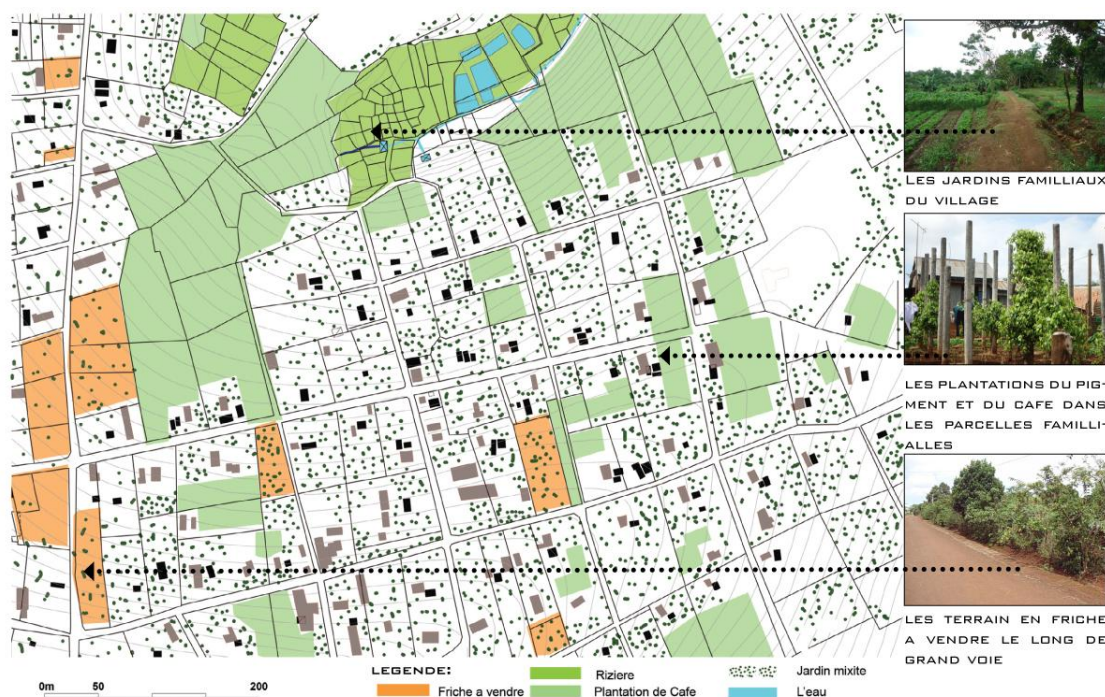 LES JARDINS FAMILLIAUX
DU VILLAGE
LES PLANTATIONS DU PIG-
MENT ET DU CAFE DANS
LES PARCELLES FAMILLI-
ALLES
LES TERRAIN EN FRICHE
A VENDRE LE LONG DE
GRAND VOIE
LEGENDE:
Riziere
Jardin mixite
Friche a vendre
Plantation de Cafe
L'eau
0m 50 200